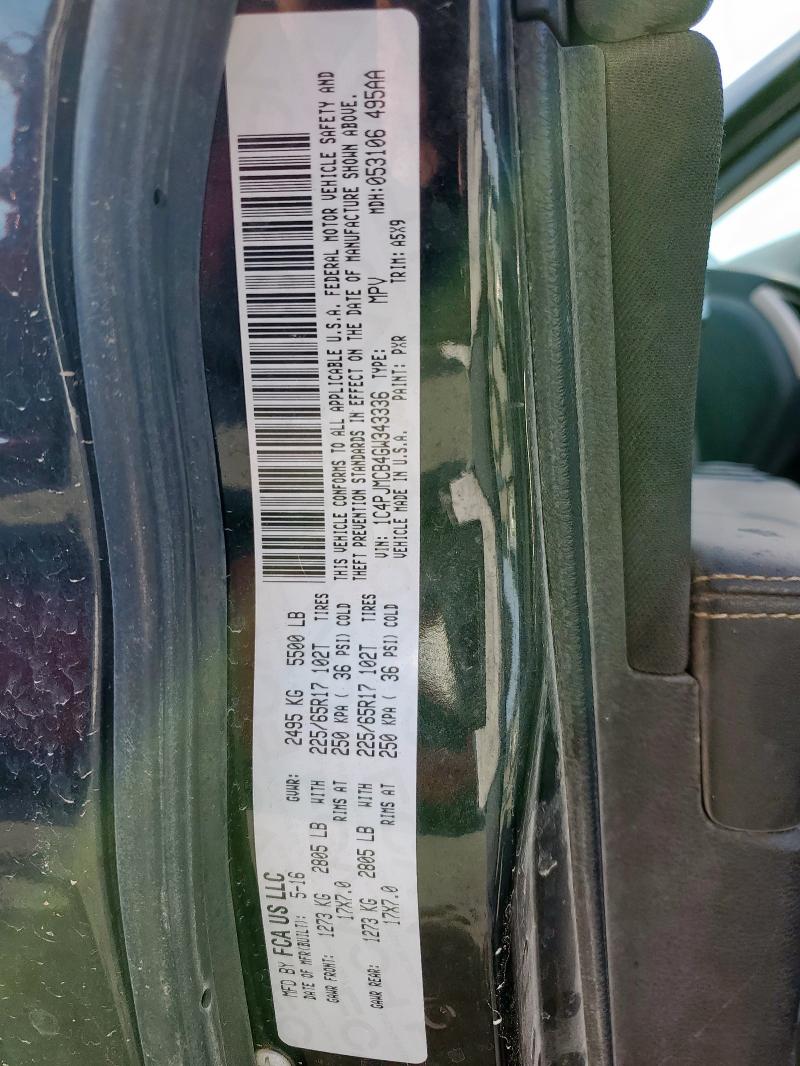 MFD BY FCA US LLC
DATE OF MFR(BUILT): 5-16 GVWR: 2495 KG 5500 LB
GAWR FRONT: 1273 KG 2805 LB WITH 225/65R17 102T TIRES
17X7.0 RIMS AT 250 KPA ( 36 PSI) COLD
GAWR REAR: 1273 KG 2805 LB WITH 225/65R17 102T TIRES
17X7.0 RIMS AT 250 KPA ( 36 PSI) COLD
THIS VEHICLE CONFORMS TO ALL APPLICABLE U.S.A. FEDERAL MOTOR VEHICLE SAFETY AND
THEFT PREVENTION STANDARDS IN EFFECT ON THE DATE OF MANUFACTURE SHOWN ABOVE.
VIN: 1C4PJMCB4GW343336 TYPE: MPV MDH:053106 495AA
VEHICLE MADE IN U.S.A. PAINT: PXR TRIM: A5X9